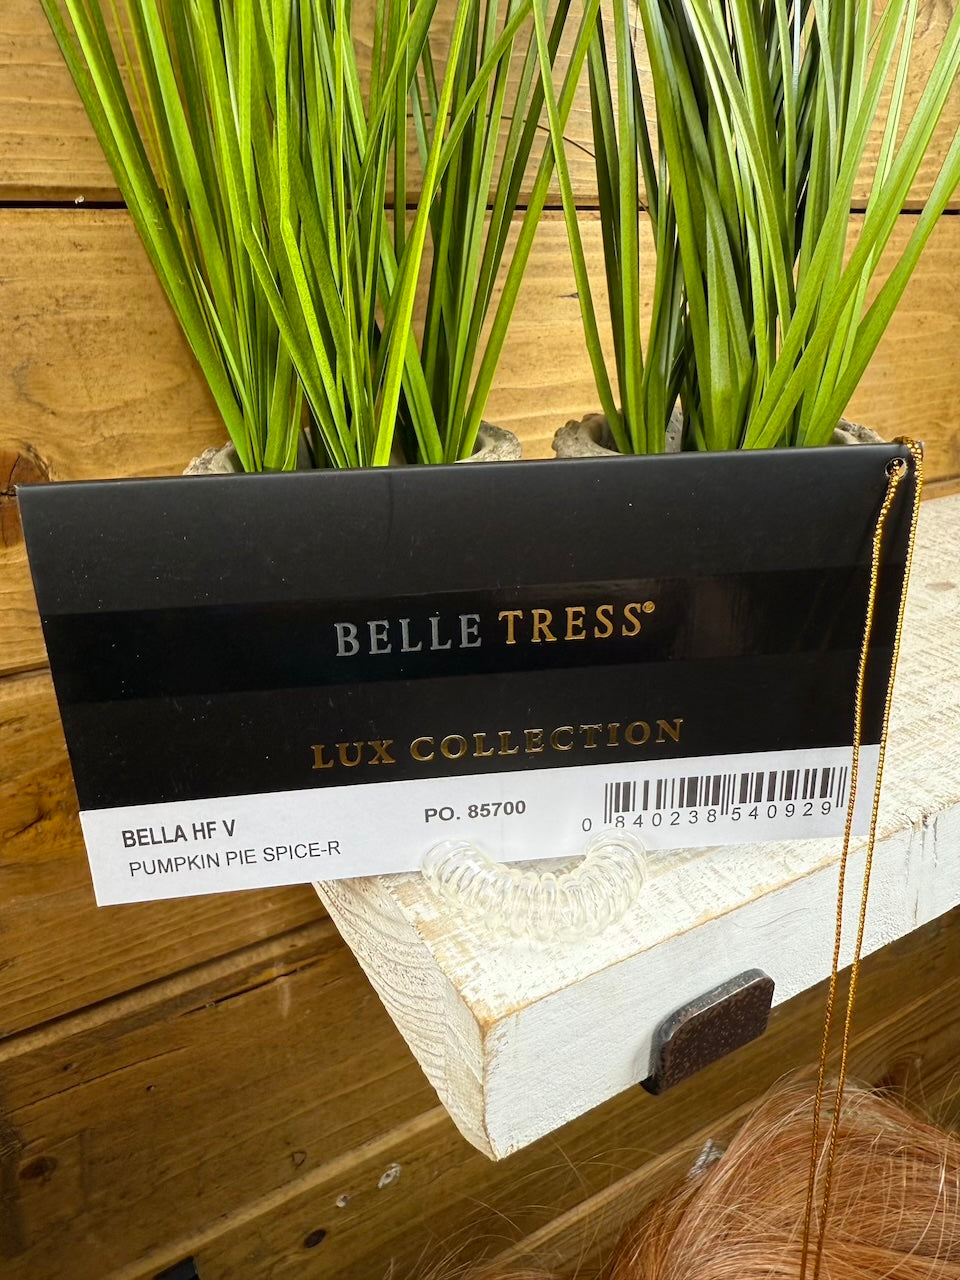 BELLE TRESS®
LUX COLLECTION
BELLA HF V
PUMPKIN PIE SPICE-R
PO. 85700
0 840238 540929